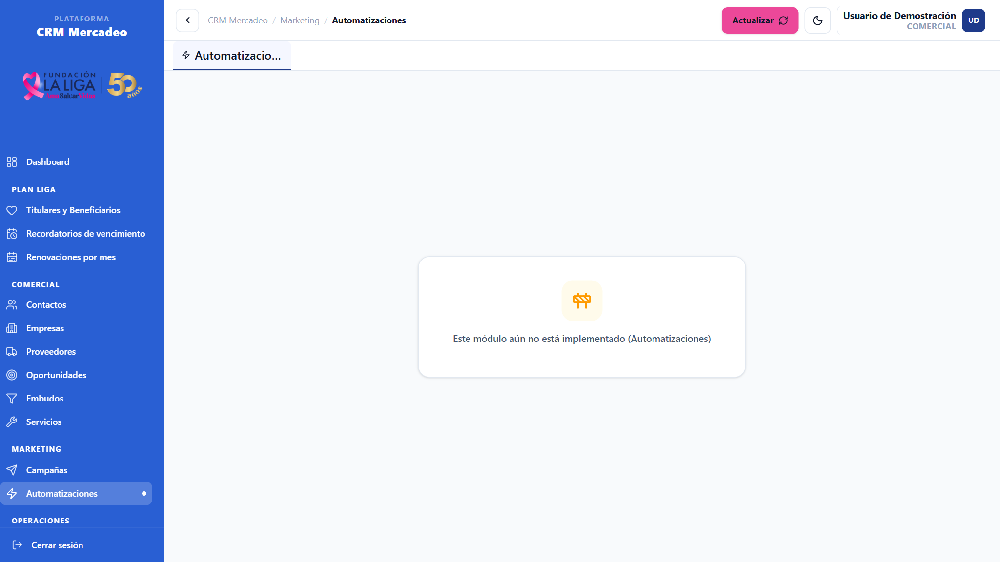 PLATAFORMA
CRM Mercadeo
FUNDACIÓN
LA LIGA
AmaSalvarVidas
50 años
Dashboard
PLAN LIGA
Titulares y Beneficiarios
Recordatorios de vencimiento
Renovaciones por mes
COMERCIAL
Contactos
Empresas
Proveedores
Oportunidades
Embudos
Servicios
MARKETING
Campañas
Automatizaciones
OPERACIONES
Cerrar sesión
CRM Mercadeo / Marketing / Automatizaciones
Actualizar
Usuario de Demostración
COMERCIAL
UD
Automatizacio...
Este módulo aún no está implementado (Automatizaciones)